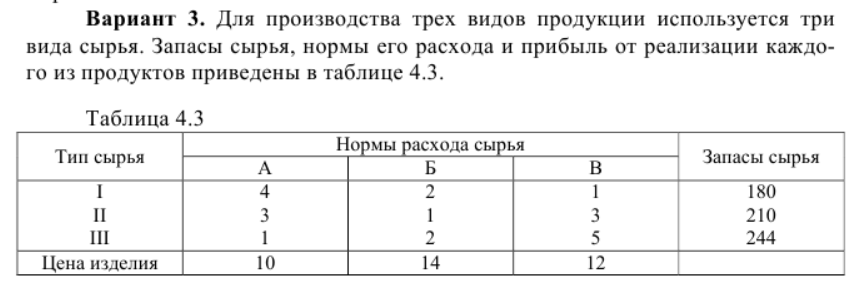 Вариант 3. Для производства трех видов продукции используется три
вида сырья. Запасы сырья, нормы его расхода и прибыль от реализации каждо-
го из продуктов приведены в таблице 4.3.
Таблица 4.3
Тип сырья Нормы расхода сырья Запасы сырья
А Б В
I 4 2 1 180
II 3 1 3 210
III 1 2 5 244
Цена изделия 10 14 12